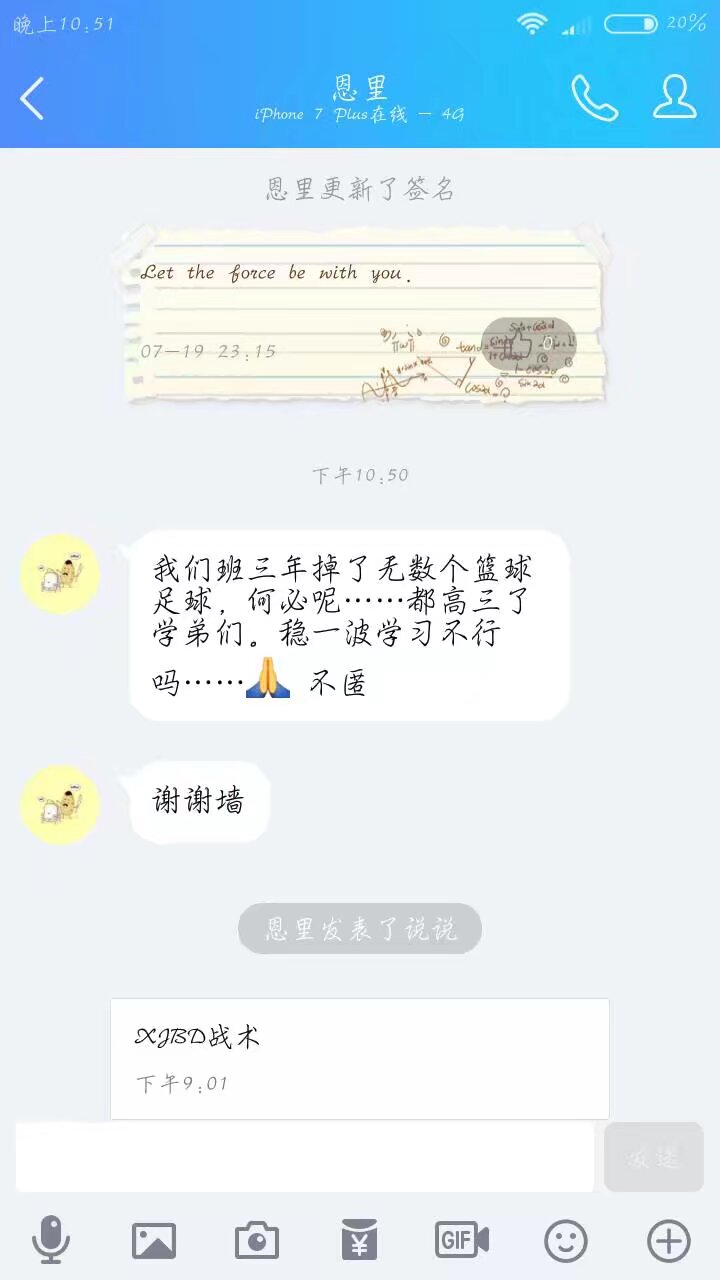 晚上10:51
20%
恩里
iPhone 7 Plus在线 - 4G
恩里更新了签名
Let the force be with you.
07-19 23:15
0
下午10:50
我们班三年掉了无数个篮球
足球，何必呢……都高三了
学弟们。稳一波学习不行
吗……🙏 不匿
谢谢墙
恩里发表了说说
XJBD战术
下午9:01
发送
GIF